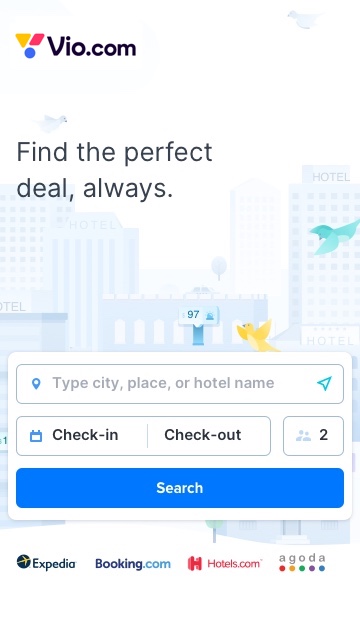 Vio.com
Find the perfect
deal, always.
HOTEL
HOTEL
OTEL
97
HOTEL
Type city, place, or hotel name
1
Check-in
Check-out
2
Search
Expedia
Booking.com
Hotels.com
agoda